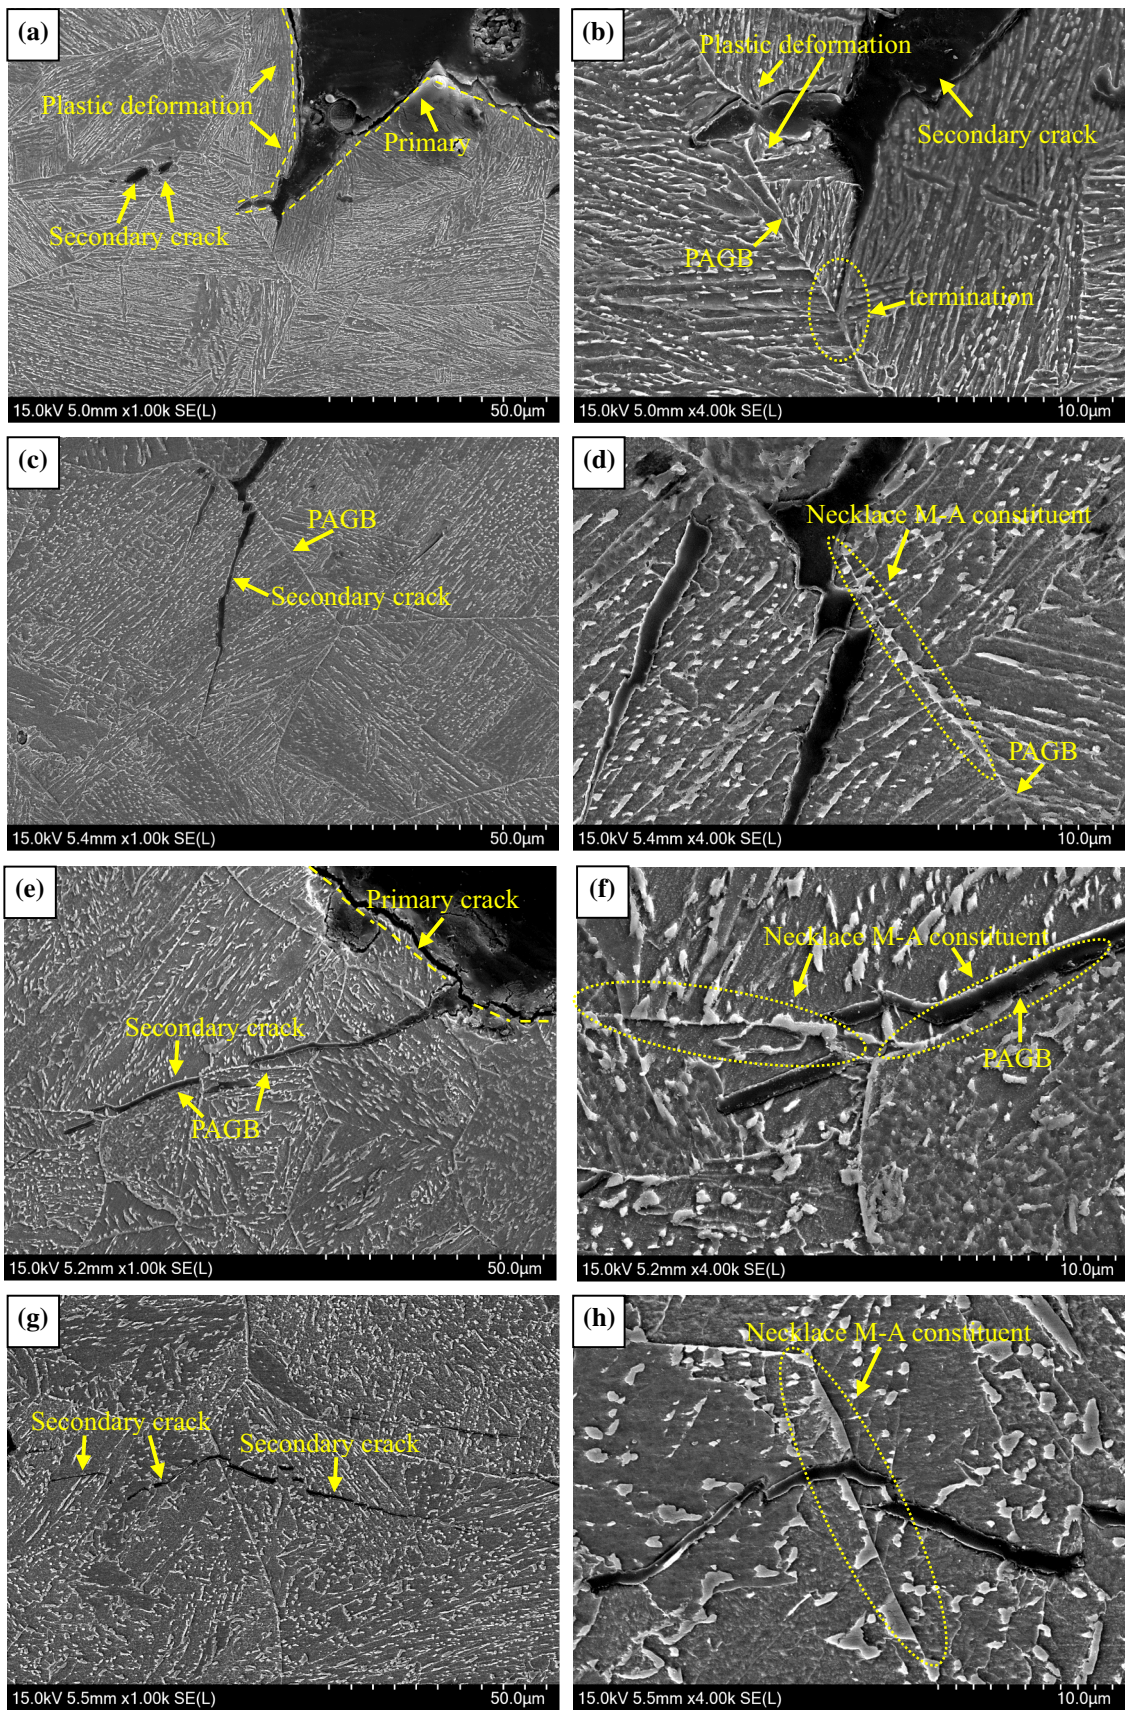 (a)
Plastic deformation
Primary
Secondary crack
15.0kV 5.0mm x1.00k SE(L) 50.0μm
(b)
Plastic deformation
Secondary crack
PAGB
termination
15.0kV 5.0mm x4.00k SE(L) 10.0μm
(c)
PAGB
Secondary crack
15.0kV 5.4mm x1.00k SE(L) 50.0μm
(d)
Necklace M-A constituent
PAGB
15.0kV 5.4mm x4.00k SE(L) 10.0μm
(e)
Primary crack
Secondary crack
PAGB
15.0kV 5.2mm x1.00k SE(L) 50.0μm
(f)
Necklace M-A constituent
PAGB
15.0kV 5.2mm x4.00k SE(L) 10.0μm
(g)
Secondary crack
Secondary crack
15.0kV 5.5mm x1.00k SE(L) 50.0μm
(h)
Necklace M-A constituent
15.0kV 5.5mm x4.00k SE(L) 10.0μm